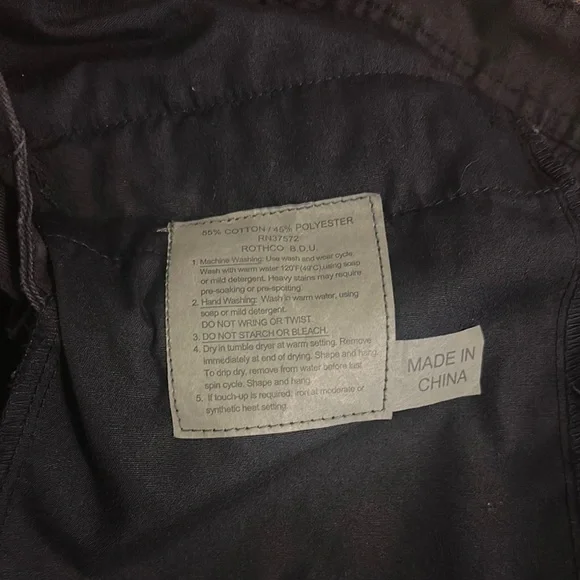 55% COTTON / 45% POLYESTER
RN37572
ROTHCO B.D.U.
1. Machine Washing: Use wash and wear cycle.
Wash with warm water 120°F (49°C) using soap
or mild detergent. Heavy stains may require
pre-soaking or pre-spotting.
2. Hand Washing: Wash in warm water, using
soap or mild detergent.
DO NOT WRING OR TWIST.
3. DO NOT STARCH OR BLEACH.
4. Dry in tumble dryer at warm setting. Remove
immediately at end of drying. Shape and hang.
To drip dry, remove from water before last
spin cycle. Shape and hang.
5. If touch-up is required, iron at moderate or
synthetic heat setting.
MADE IN
CHINA